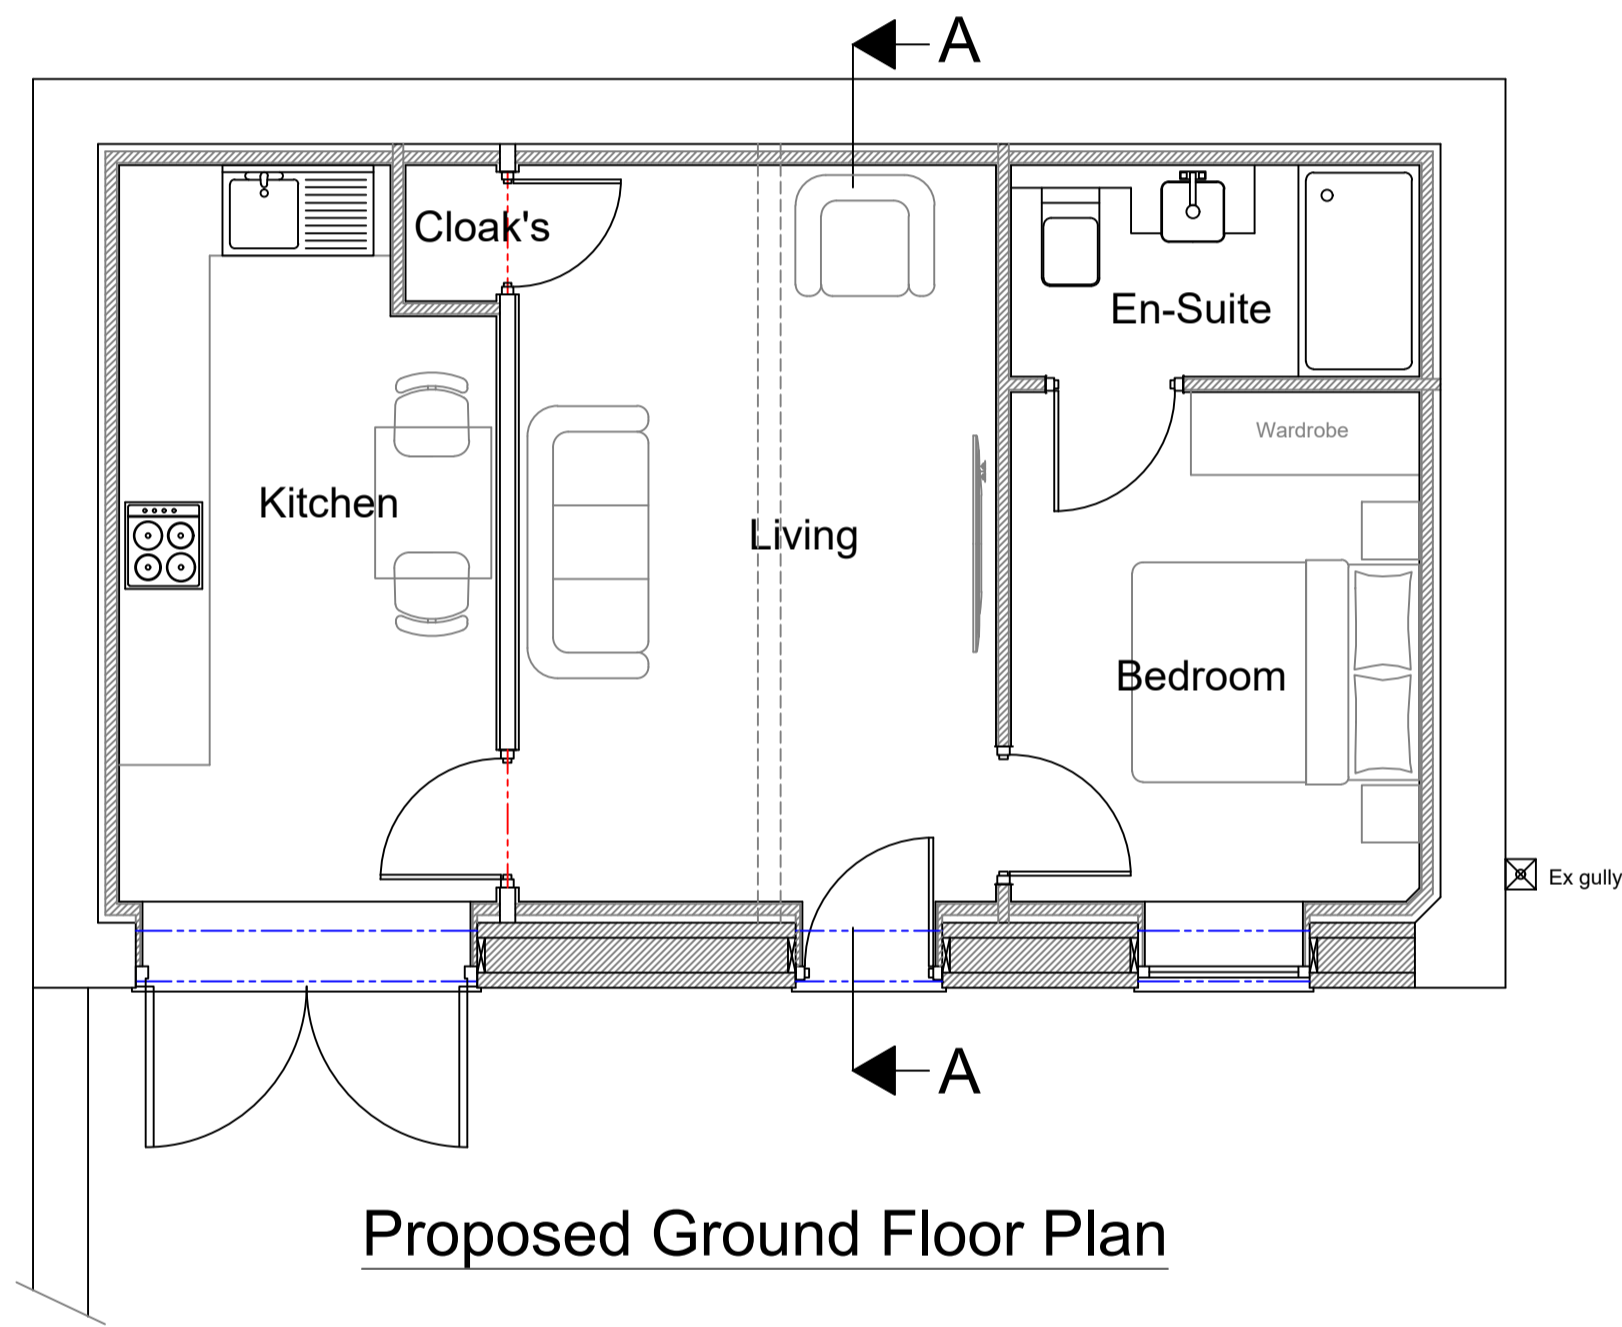 A
Cloak's
En-Suite
Wardrobe
Kitchen
Living
Bedroom
Ex gully
A
Proposed Ground Floor Plan